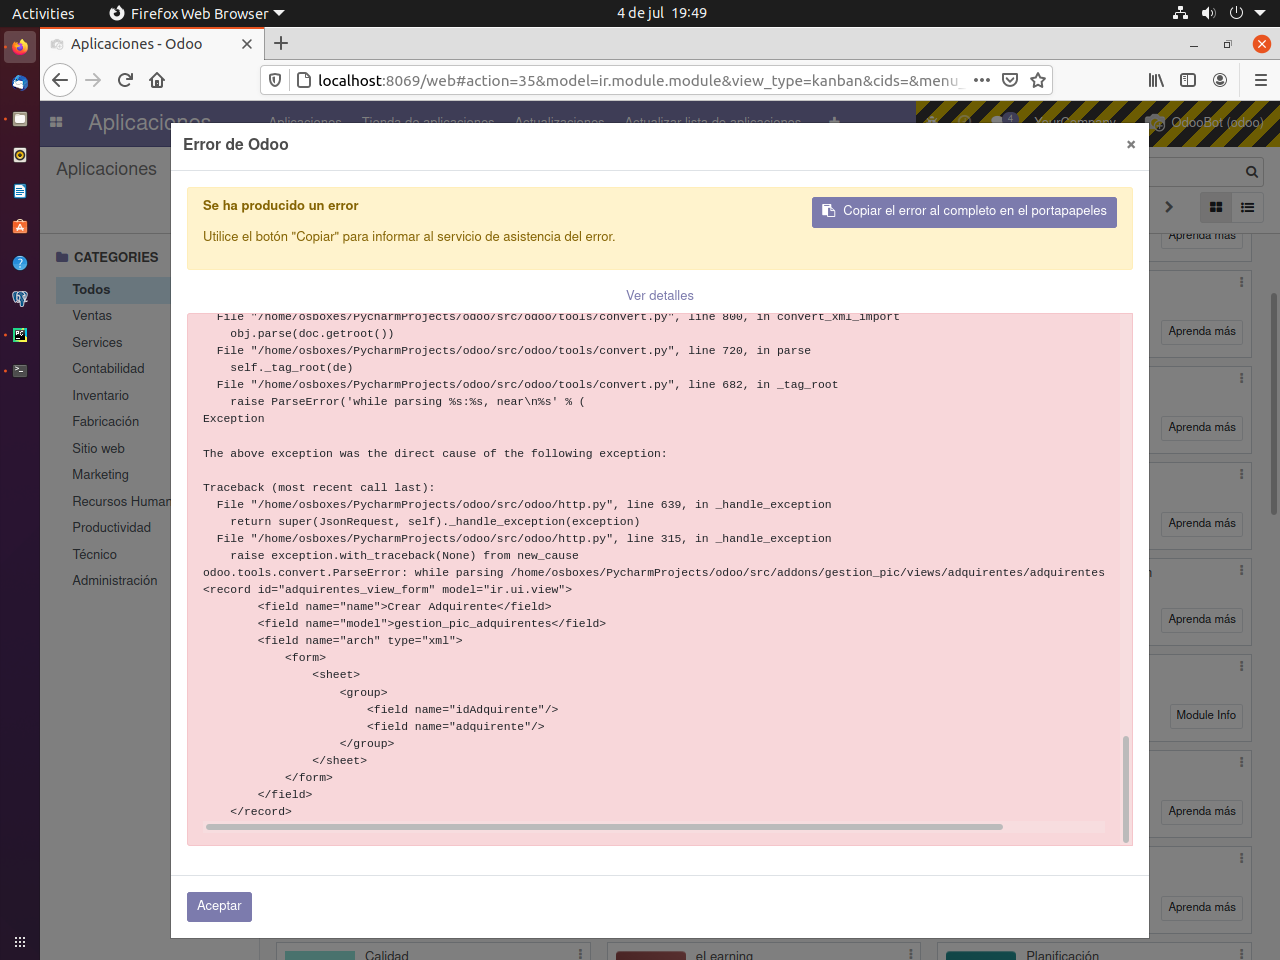 Activities
Firefox Web Browser
4 de jul 19:49
Aplicaciones - Odoo
localhost:8069/web#action=35&model=ir.module.module&view_type=kanban&cids=&menu_
Aplicaciones
Aplicaciones
Tienda de aplicaciones
Actualizaciones
Actualizar lista de aplicaciones
4
YourCompany
OdooBot (odoo)
Aplicaciones
CATEGORIES
Todos
Ventas
Services
Contabilidad
Inventario
Fabricación
Sitio web
Marketing
Recursos Human
Productividad
Técnico
Administración
Error de Odoo
×
Se ha producido un error
Copiar el error al completo en el portapapeles
Utilice el botón "Copiar" para informar al servicio de asistencia del error.
Ver detalles
File "/home/osboxes/PycharmProjects/odoo/src/odoo/tools/convert.py", line 800, in convert_xml_import
obj.parse(doc.getroot())
File "/home/osboxes/PycharmProjects/odoo/src/odoo/tools/convert.py", line 720, in parse
self._tag_root(de)
File "/home/osboxes/PycharmProjects/odoo/src/odoo/tools/convert.py", line 682, in _tag_root
raise ParseError('while parsing %s:%s, near\n%s' % (
Exception
The above exception was the direct cause of the following exception:
Traceback (most recent call last):
File "/home/osboxes/PycharmProjects/odoo/src/odoo/http.py", line 639, in _handle_exception
return super(JsonRequest, self)._handle_exception(exception)
File "/home/osboxes/PycharmProjects/odoo/src/odoo/http.py", line 315, in _handle_exception
raise exception.with_traceback(None) from new_cause
odoo.tools.convert.ParseError: while parsing /home/osboxes/PycharmProjects/odoo/src/addons/gestion_pic/views/adquirentes/adquirentes
<record id="adquirentes_view_form" model="ir.ui.view">
<field name="name">Crear Adquirente</field>
<field name="model">gestion_pic_adquirentes</field>
<field name="arch" type="xml">
<form>
<sheet>
<group>
<field name="idAdquirente"/>
<field name="adquirente"/>
</group>
</sheet>
</form>
</field>
</record>
Aceptar
Aprenda más
Aprenda más
Aprenda más
Aprenda más
Aprenda más
Module Info
Aprenda más
Aprenda más
Calidad
eLearning
Planificación